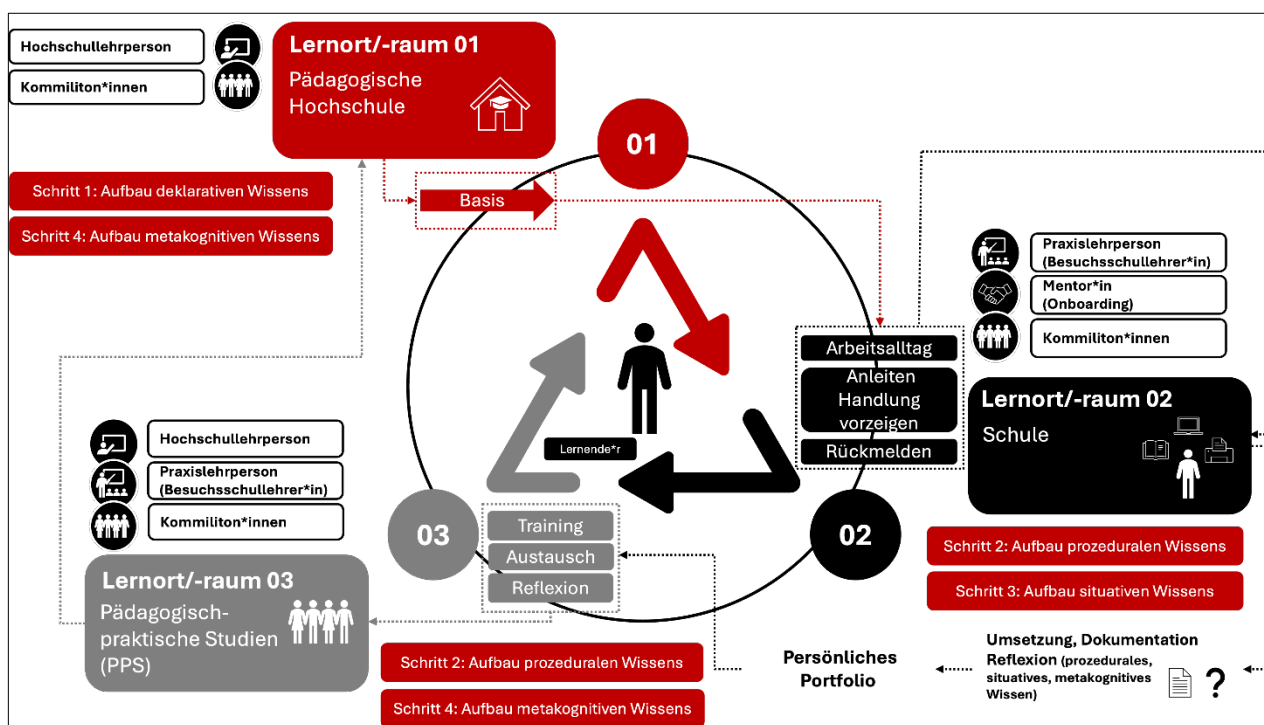 Hochschullehrperson
Kommiliton*innen
Lernort/-raum 01
Pädagogische
Hochschule
01
Schritt 1: Aufbau deklarativen Wissens
Schritt 4: Aufbau metakognitiven Wissens
Basis
Praxislehrperson
(Besuchsschullehrer*in)
Mentor*in
(Onboarding)
Kommiliton*innen
Arbeitsalltag
Anleiten
Handlung
vorzeigen
Rückmelden
Lernort/-raum 02
Schule
Lernende*r
Hochschullehrperson
Praxislehrperson
(Besuchsschullehrer*in)
Kommiliton*innen
03
Training
Austausch
Reflexion
02
Schritt 2: Aufbau prozeduralen Wissens
Schritt 3: Aufbau situativen Wissens
Lernort/-raum 03
Pädagogisch-
praktische Studien
(PPS)
Schritt 2: Aufbau prozeduralen Wissens
Schritt 4: Aufbau metakognitiven Wissens
Persönliches
Portfolio
Umsetzung, Dokumentation
Reflexion (prozedurales,
situatives, metakognitives
Wissen)
?